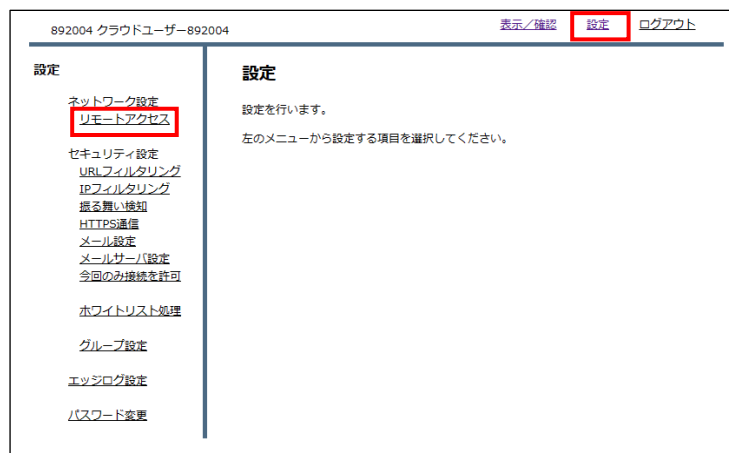 892004 クラウドユーザー892004
表示／確認 設定 ログアウト
設定
ネットワーク設定
リモートアクセス
セキュリティ設定
URLフィルタリング
IPフィルタリング
振る舞い検知
HTTPS通信
メール設定
メールサーバ設定
今回のみ接続を許可
ホワイトリスト処理
グループ設定
エッジログ設定
パスワード変更
設定
設定を行います。
左のメニューから設定する項目を選択してください。